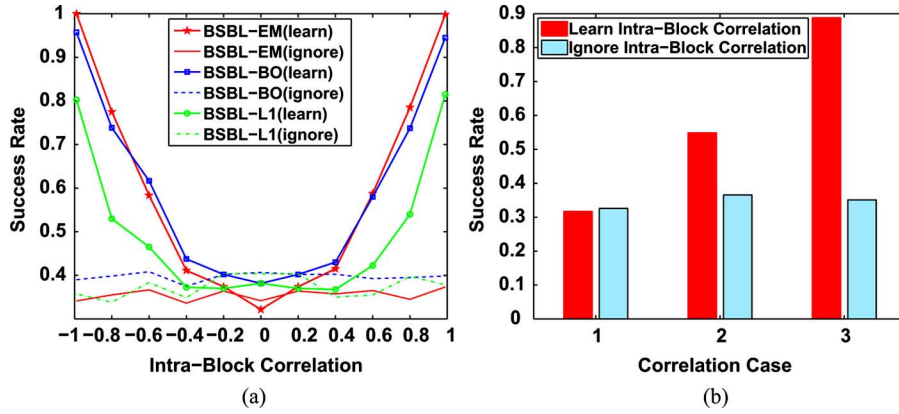 BSBL-EM(learn)
BSBL-EM(ignore)
BSBL-BO(learn)
BSBL-BO(ignore)
BSBL-L1(learn)
BSBL-L1(ignore)
1
0.9
0.8
0.7
0.6
0.5
0.4
Success Rate
−1 −0.8 −0.6 −0.4 −0.2 0 0.2 0.4 0.6 0.8 1
Intra−Block Correlation
(a)
Learn Intra-Block Correlation
Ignore Intra-Block Correlation
0.9
0.8
0.7
0.6
0.5
0.4
0.3
0.2
0.1
0
Success Rate
1 2 3
Correlation Case
(b)